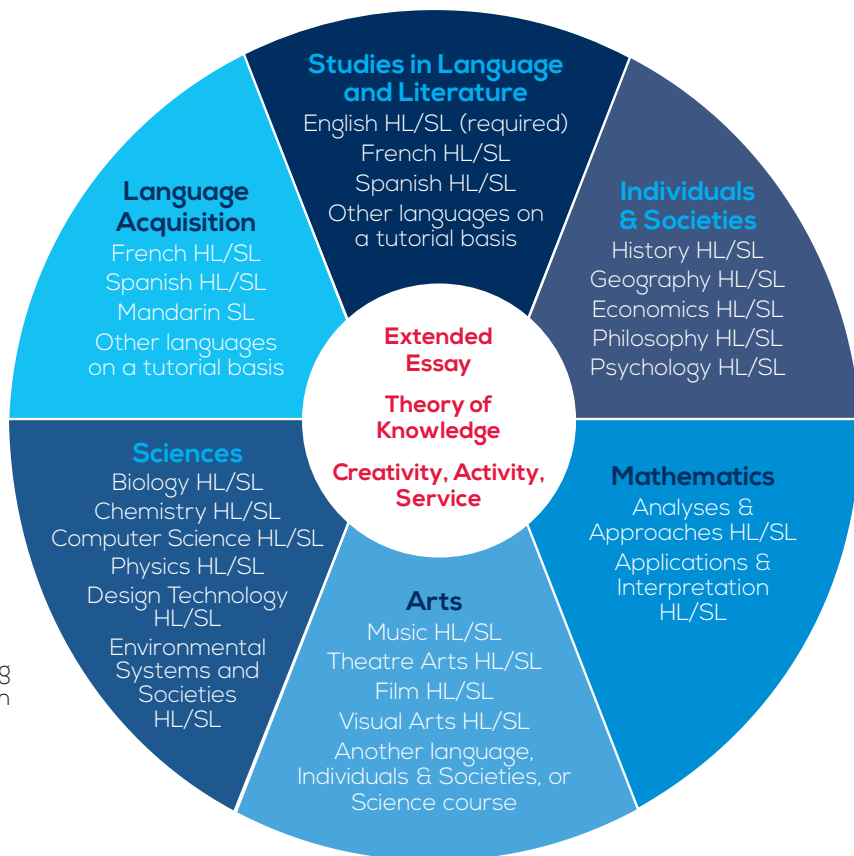 Studies in Language
and Literature
English HL/SL (required)
French HL/SL
Spanish HL/SL
Other languages on
a tutorial basis
Individuals
& Societies
History HL/SL
Geography HL/SL
Economics HL/SL
Philosophy HL/SL
Psychology HL/SL
Mathematics
Analyses &
Approaches HL/SL
Applications &
Interpretation
HL/SL
Arts
Music HL/SL
Theatre Arts HL/SL
Film HL/SL
Visual Arts HL/SL
Another language,
Individuals & Societies, or
Science course
Sciences
Biology HL/SL
Chemistry HL/SL
Computer Science HL/SL
Physics HL/SL
Design Technology
HL/SL
Environmental
Systems and
Societies
HL/SL
Language
Acquisition
French HL/SL
Spanish HL/SL
Mandarin SL
Other languages
on a tutorial basis
Extended
Essay
Theory of
Knowledge
Creativity, Activity,
Service